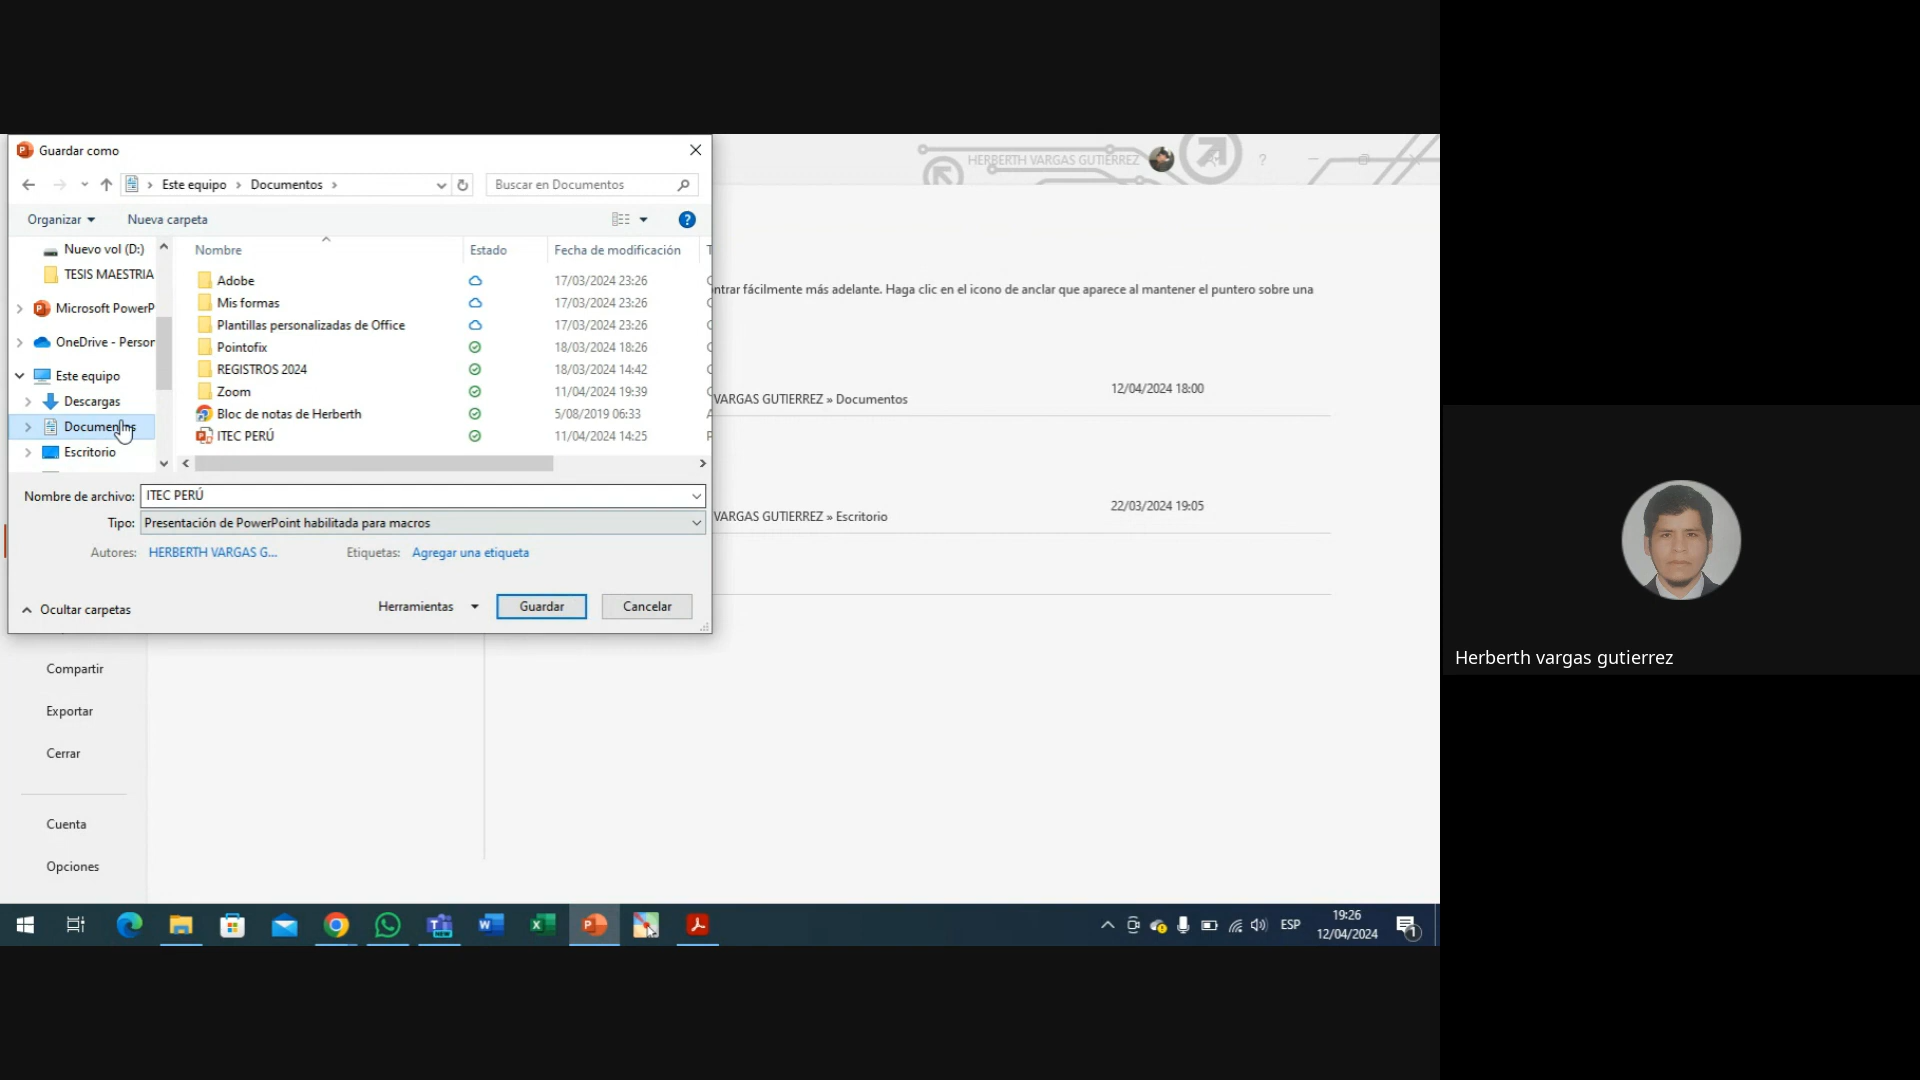 Guardar como
Este equipo > Documentos >
Buscar en Documentos
Organizar
Nueva carpeta
Nombre
Estado
Fecha de modificación
Nuevo vol (D:)
TESIS MAESTRIA
Microsoft PowerP
OneDrive - Person
Este equipo
Descargas
Documentos
Escritorio
Adobe 17/03/2024 23:26
Mis formas 17/03/2024 23:26
Plantillas personalizadas de Office 17/03/2024 23:26
Pointofix 18/03/2024 18:26
REGISTROS 2024 18/03/2024 14:42
Zoom 11/04/2024 19:39
Bloc de notas de Herberth 5/08/2019 06:33
ITEC PERÚ 11/04/2024 14:25
Nombre de archivo: ITEC PERÚ
Tipo: Presentación de PowerPoint habilitada para macros
Autores: HERBERTH VARGAS G...
Etiquetas: Agregar una etiqueta
Ocultar carpetas
Herramientas
Guardar
Cancelar
HERBERTH VARGAS GUTIERREZ
?
ntrar fácilmente más adelante. Haga clic en el icono de anclar que aparece al mantener el puntero sobre una
VARGAS GUTIERREZ » Documentos
12/04/2024 18:00
VARGAS GUTIERREZ » Escritorio
22/03/2024 19:05
Compartir
Exportar
Cerrar
Cuenta
Opciones
ESP
19:26
12/04/2024
1
Herberth vargas gutierrez